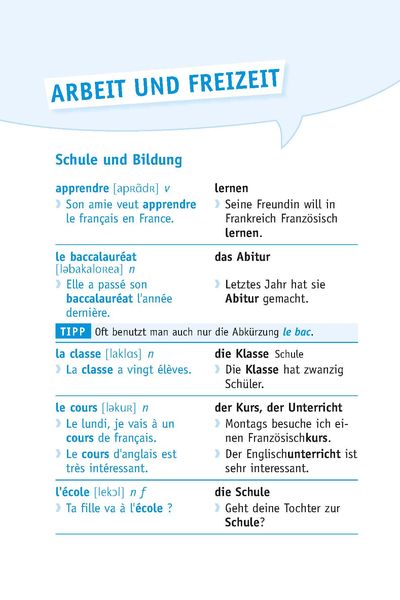 ARBEIT UND FREIZEIT
Schule und Bildung
apprendre [apʀɑ̃dʀ] v
lernen
Son amie veut apprendre
le français en France.
Seine Freundin will in
Frankreich Französisch
lernen.
le baccalauréat
[ləbakaloʀea] n
das Abitur
Elle a passé son
baccalauréat l'année
dernière.
Letztes Jahr hat sie
Abitur gemacht.
TIPP Oft benutzt man auch nur die Abkürzung le bac.
la classe [laklɑs] n
die Klasse Schule
La classe a vingt élèves.
Die Klasse hat zwanzig
Schüler.
le cours [ləkuʀ] n
der Kurs, der Unterricht
Le lundi, je vais à un
cours de français.
Montags besuche ich ei-
nen Französischkurs.
Le cours d'anglais est
très intéressant.
Der Englischunterricht ist
sehr interessant.
l'école [lekɔl] n f
die Schule
Ta fille va à l'école ?
Geht deine Tochter zur
Schule?